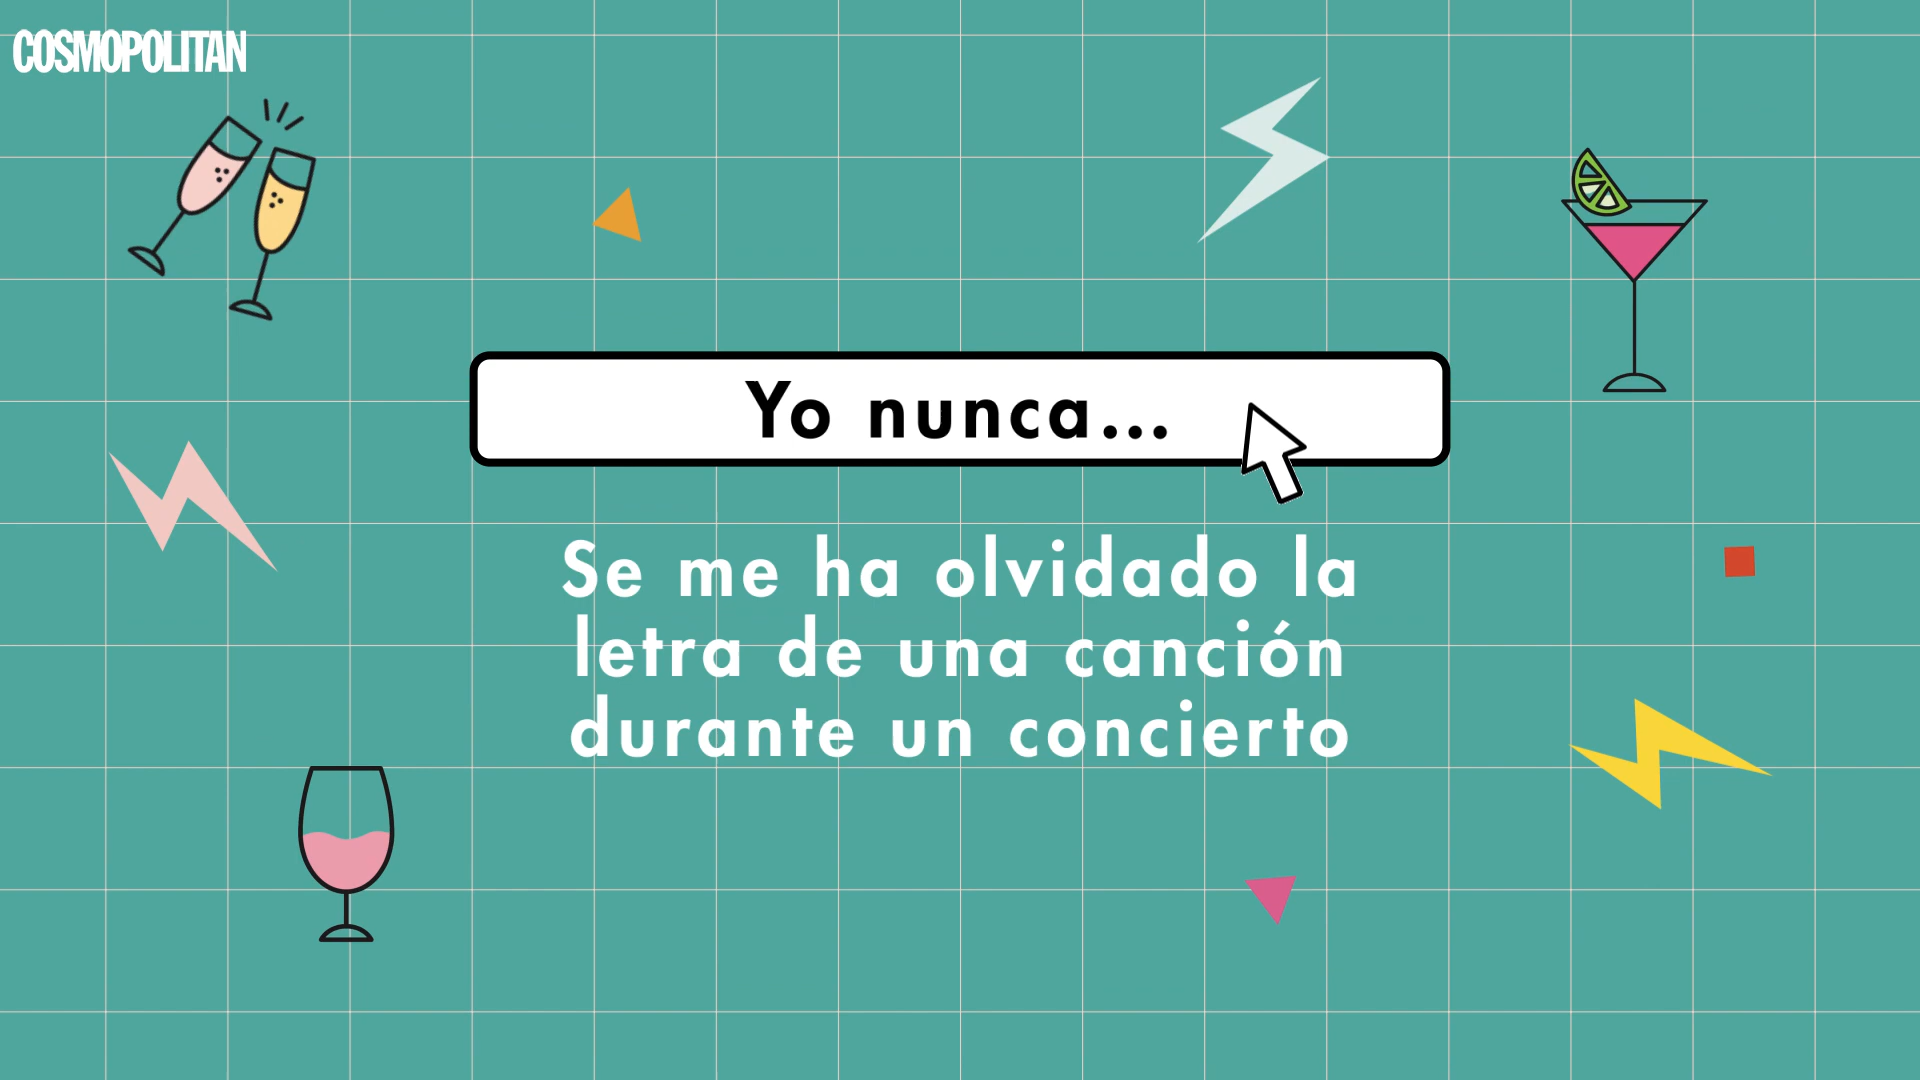 COSMOPOLITAN
Yo nunca...
Se me ha olvidado la
letra de una canción
durante un concierto